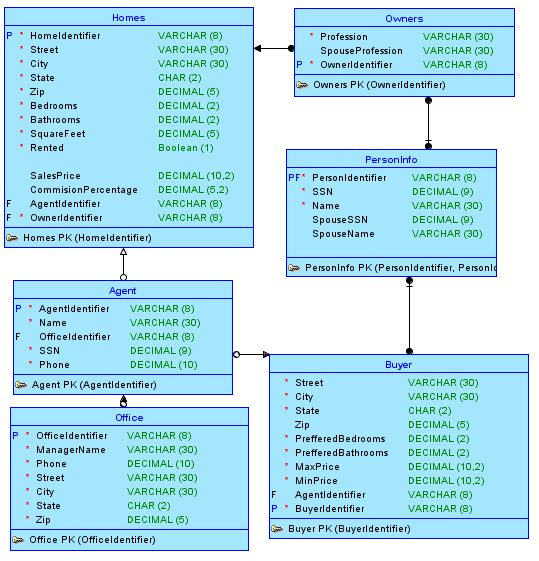 Homes
P * HomeIdentifier VARCHAR (8)
* Street VARCHAR (30)
* City VARCHAR (30)
* State CHAR (2)
* Zip DECIMAL (5)
* Bedrooms DECIMAL (2)
* Bathrooms DECIMAL (2)
* SquareFeet DECIMAL (5)
* Rented Boolean (1)
SalesPrice DECIMAL (10,2)
CommisionPercentage DECIMAL (5,2)
F AgentIdentifier VARCHAR (8)
F * OwnerIdentifier VARCHAR (8)
Homes PK (HomeIdentifier)
Owners
* Profession VARCHAR (30)
SpouseProfession VARCHAR (30)
P * OwnerIdentifier VARCHAR (8)
Owners PK (OwnerIdentifier)
PersonInfo
PF * PersonIdentifier VARCHAR (8)
* SSN DECIMAL (9)
* Name VARCHAR (30)
SpouseSSN DECIMAL (9)
SpouseName VARCHAR (30)
PersonInfo PK (PersonIdentifier, PersonId
Agent
P * AgentIdentifier VARCHAR (8)
* Name VARCHAR (30)
F OfficeIdentifier VARCHAR (8)
* SSN DECIMAL (9)
* Phone DECIMAL (10)
Agent PK (AgentIdentifier)
Buyer
* Street VARCHAR (30)
* City VARCHAR (30)
* State CHAR (2)
Zip DECIMAL (5)
* PrefferedBedrooms DECIMAL (2)
* PrefferedBathrooms DECIMAL (2)
* MaxPrice DECIMAL (10,2)
* MinPrice DECIMAL (10,2)
F AgentIdentifier VARCHAR (8)
P * BuyerIdentifier VARCHAR (8)
Buyer PK (BuyerIdentifier)
Office
P * OfficeIdentifier VARCHAR (8)
* ManagerName VARCHAR (30)
* Phone DECIMAL (10)
* Street VARCHAR (30)
* City VARCHAR (30)
* State CHAR (2)
* Zip DECIMAL (5)
Office PK (OfficeIdentifier)